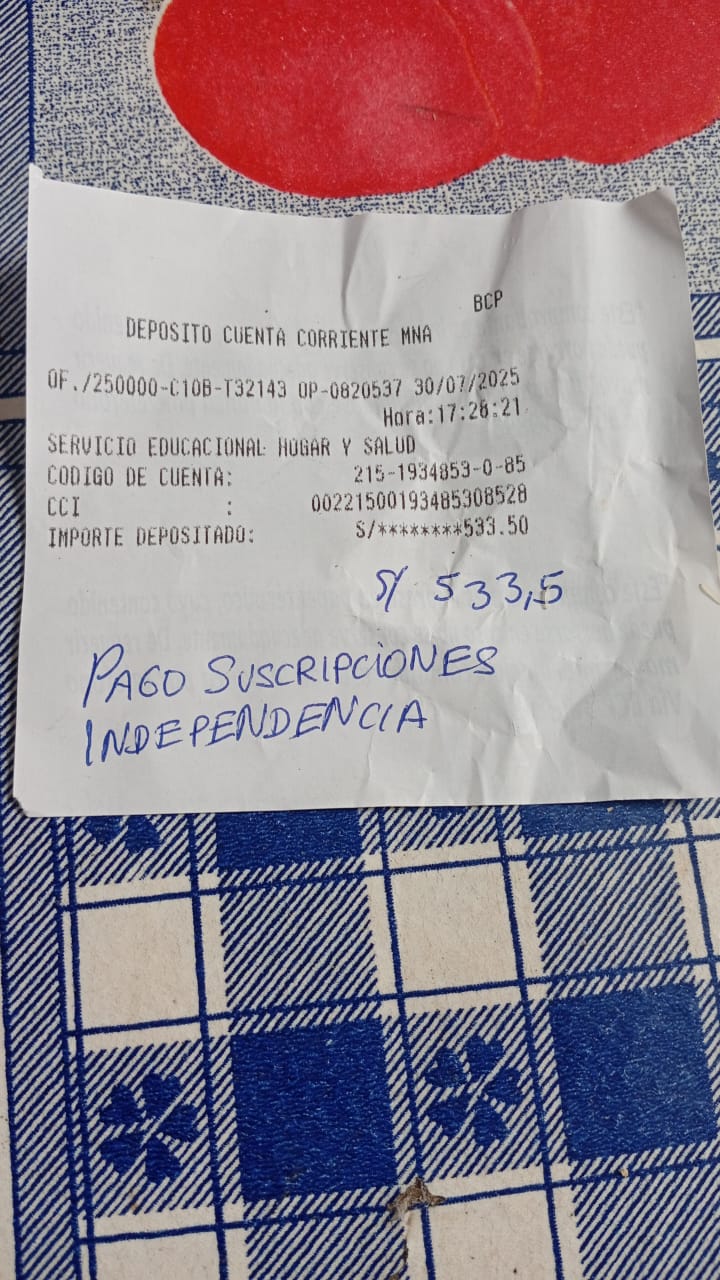 BCP
DEPOSITO CUENTA CORRIENTE MNA
OF./250000-C10B-T32143 OP-0820537 30/07/2025
Hora:17:26:21
SERVICIO EDUCACIONAL HOGAR Y SALUD
CODIGO DE CUENTA: 215-1934853-0-85
CCI : 00221500193485308528
IMPORTE DEPOSITADO: S/********533.50
S/ 533,5
PAGO SUSCRIPCIONES
INDEPENDENCIA